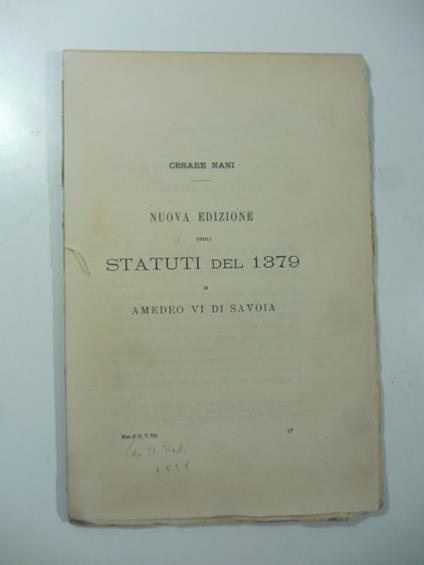 CESARE NANI
NUOVA EDIZIONE
DEGLI
STATUTI DEL 1379
DI
AMEDEO VI DI SAVOIA
17